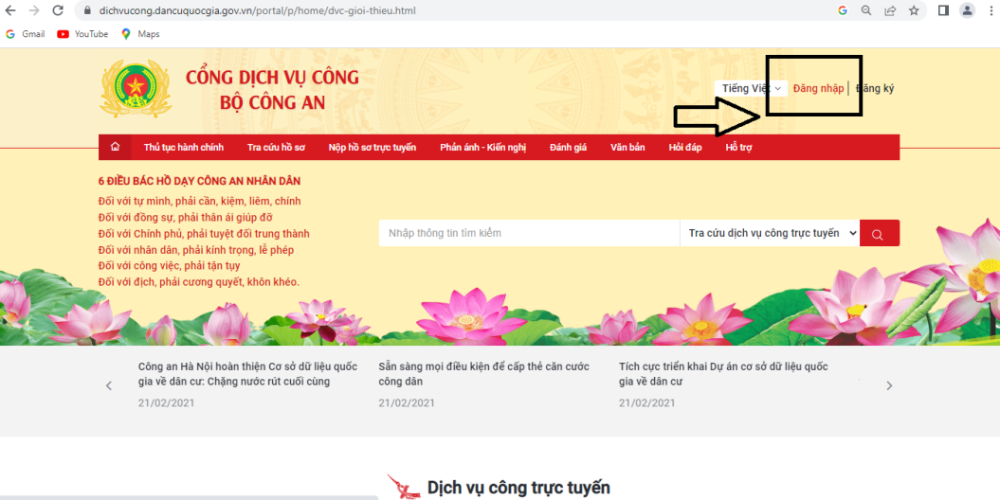 dichvucong.dancuquocgia.gov.vn/portal/p/home/dvc-gioi-thieu.html
Gmail YouTube Maps
CỔNG DỊCH VỤ CÔNG
BỘ CÔNG AN
Tiếng Việt Đăng nhập Đăng ký
Thủ tục hành chính Tra cứu hồ sơ Nộp hồ sơ trực tuyến Phản ánh - Kiến nghị Đánh giá Văn bản Hỏi đáp Hỗ trợ
6 ĐIỀU BÁC HỒ DẠY CÔNG AN NHÂN DÂN
Đối với tự mình, phải cần, kiệm, liêm, chính
Đối với đồng sự, phải thân ái giúp đỡ
Đối với Chính phủ, phải tuyệt đối trung thành
Đối với nhân dân, phải kính trọng, lễ phép
Đối với công việc, phải tận tụy
Đối với địch, phải cương quyết, khôn khéo.
Nhập thông tin tìm kiếm Tra cứu dịch vụ công trực tuyến
Công an Hà Nội hoàn thiện Cơ sở dữ liệu quốc
gia về dân cư: Chặng nước rút cuối cùng
21/02/2021
Sẵn sàng mọi điều kiện để cấp thẻ căn cước
công dân
21/02/2021
Tích cực triển khai Dự án cơ sở dữ liệu quốc
gia về dân cư
21/02/2021
Dịch vụ công trực tuyến